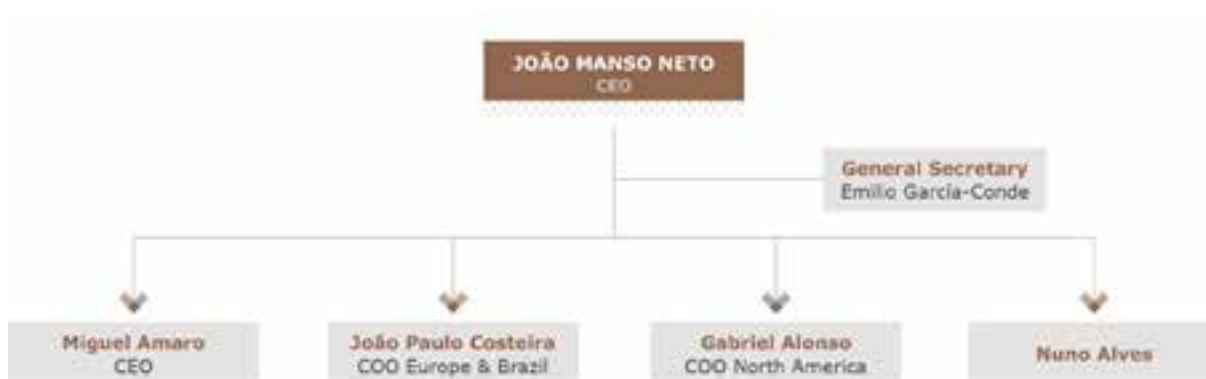 JOÃO MANSO NETO
CEO
General Secretary
Emilio García-Conde
Miguel Amaro
CEO
João Paulo Costeira
COO Europe & Brazil
Gabriel Alonso
COO North America
Nuno Alves